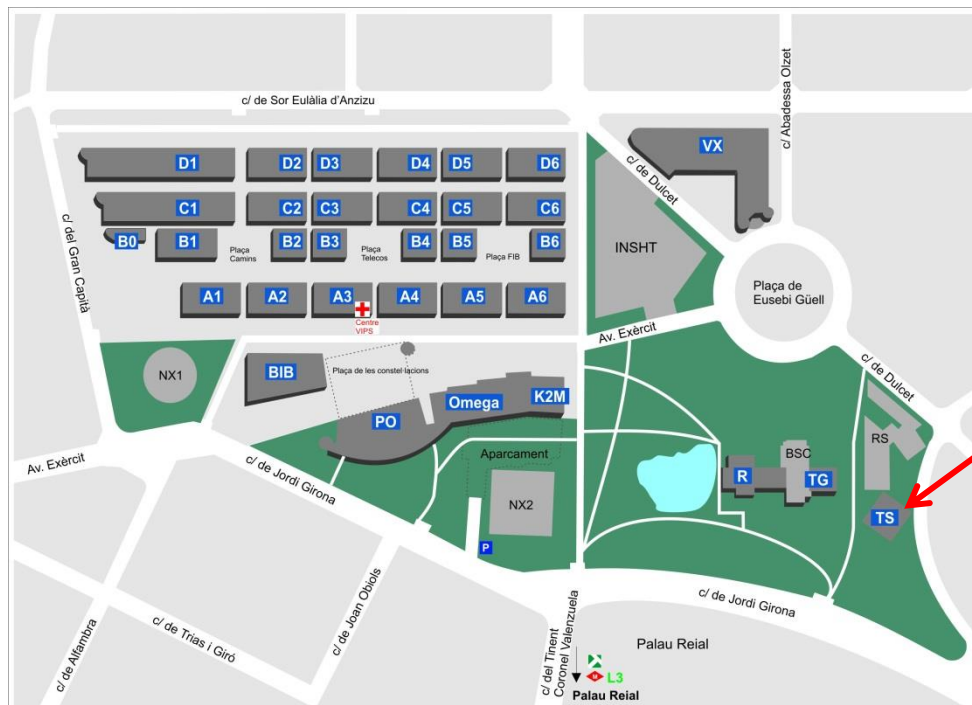 c/ de Sor Eulàlia d'Anzizu
c/ Abadessa Olzet
VX
c/ de Dulcet
D1 D2 D3 D4 D5 D6
C1 C2 C3 C4 C5 C6
B0 B1 B2 B3 B4 B5 B6
Plaça
Camins
Plaça
Telecos
Plaça FIB
INSHT
c/ del Gran Capità
Plaça de
Eusebi Güell
A1 A2 A3 A4 A5 A6
Centre
VIPS
Av. Exèrcit
NX1
BIB
Plaça de les constel·lacions
K2M
Omega
PO
c/ de Dulcet
RS
Aparcament
BSC
R
TG
Av. Exèrcit
c/ de Jordi Girona
NX2
TS
P
c/ de Jordi Girona
c/ de Joan Obiols
c/ de Trias i Giró
c/ de Alfambra
c/ del Tinent
Coronel Valenzuela
Palau Reial
M
L3
Palau Reial